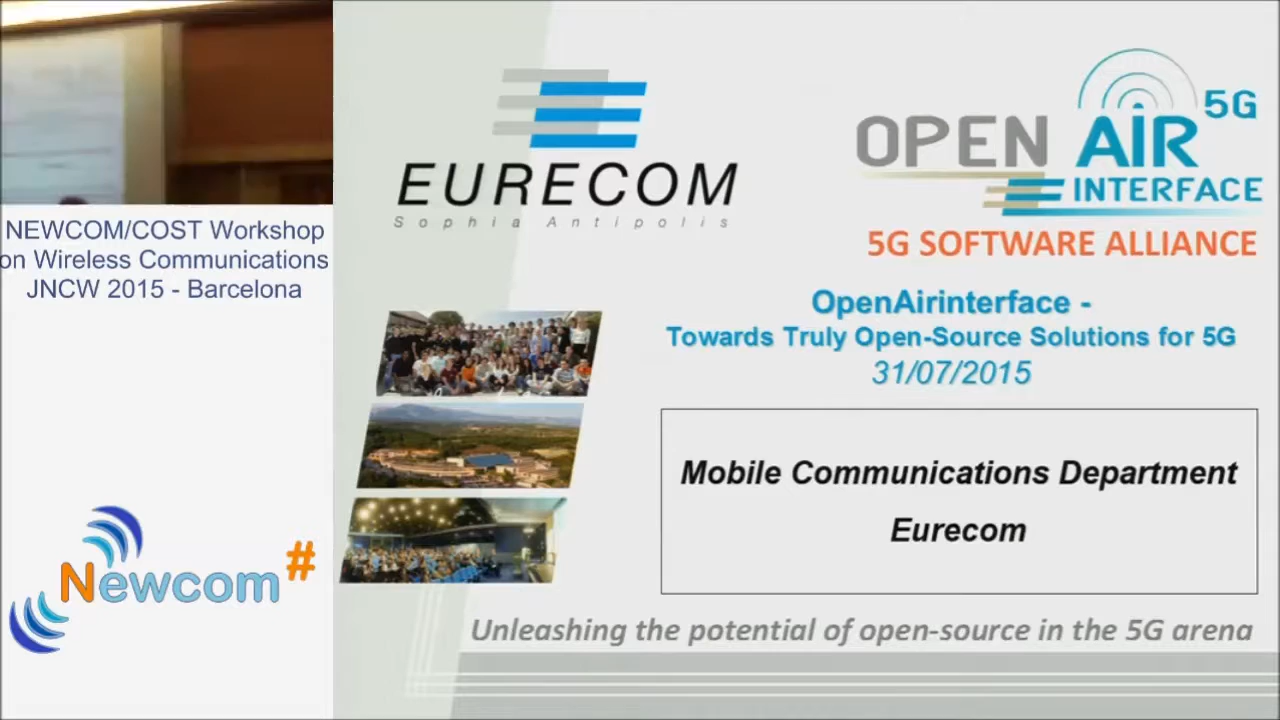 NEWCOM/COST Workshop
on Wireless Communications
JNCW 2015 - Barcelona
Newcom#
EURECOM
Sophia Antipolis
OPEN AIR 5G
INTERFACE
5G SOFTWARE ALLIANCE
OpenAirinterface -
Towards Truly Open-Source Solutions for 5G
31/07/2015
Mobile Communications Department
Eurecom
Unleashing the potential of open-source in the 5G arena